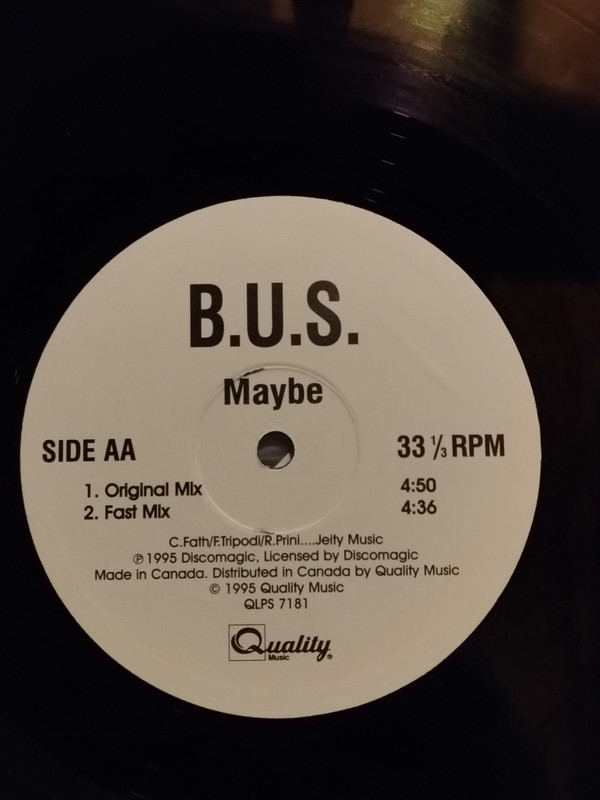 B.U.S.
Maybe
SIDE AA
33 ⅓ RPM
1. Original Mix 4:50
2. Fast Mix 4:36
C.Fath/F.Tripodi/R.Prini....Jeity Music
℗ 1995 Discomagic, Licensed by Discomagic
Made in Canada. Distributed in Canada by Quality Music
© 1995 Quality Music
QLPS 7181
Quality
Music ®